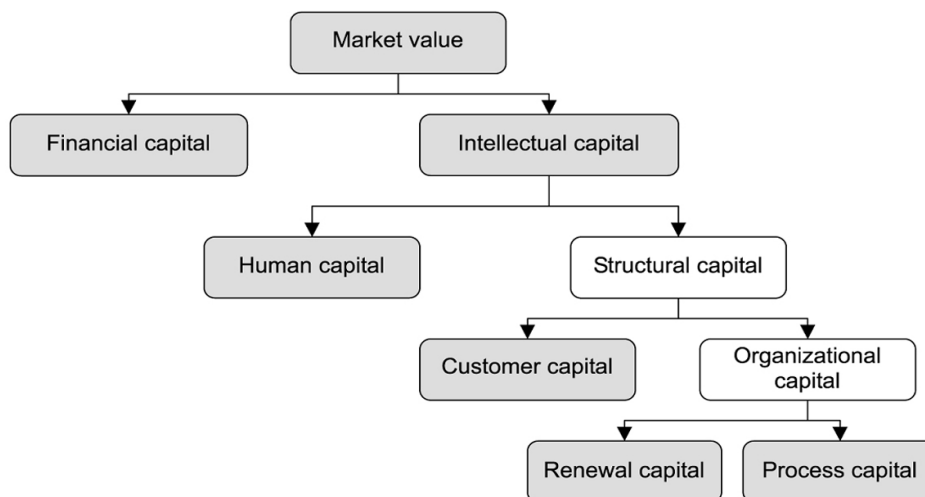 Market value
Financial capital
Intellectual capital
Human capital
Structural capital
Customer capital
Organizational
capital
Renewal capital
Process capital